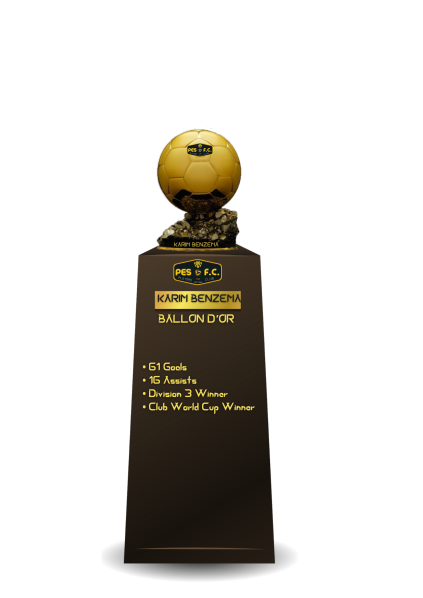 PES F.C.
KARIM BENZEMA
PES F.C.
KARIM BENZEMA
BALLON D'OR
• 61 Goals
• 16 Assists
• Division 3 Winner
• Club World Cup Winner